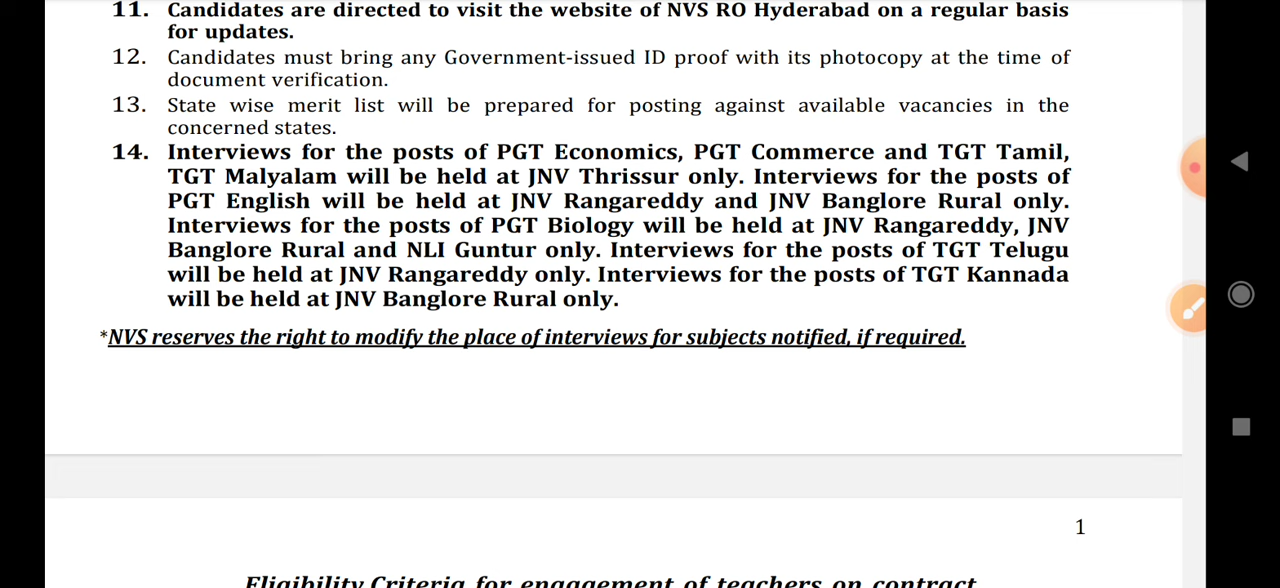 11. Candidates are directed to visit the website of NVS RO Hyderabad on a regular basis
for updates.
12. Candidates must bring any Government-issued ID proof with its photocopy at the time of
document verification.
13. State wise merit list will be prepared for posting against available vacancies in the
concerned states.
14. Interviews for the posts of PGT Economics, PGT Commerce and TGT Tamil,
TGT Malyalam will be held at JNV Thrissur only. Interviews for the posts of
PGT English will be held at JNV Rangareddy and JNV Banglore Rural only.
Interviews for the posts of PGT Biology will be held at JNV Rangareddy, JNV
Banglore Rural and NLI Guntur only. Interviews for the posts of TGT Telugu
will be held at JNV Rangareddy only. Interviews for the posts of TGT Kannada
will be held at JNV Banglore Rural only.
*NVS reserves the right to modify the place of interviews for subjects notified, if required.
1
Eligibility Criteria for engagement of teachers on contract